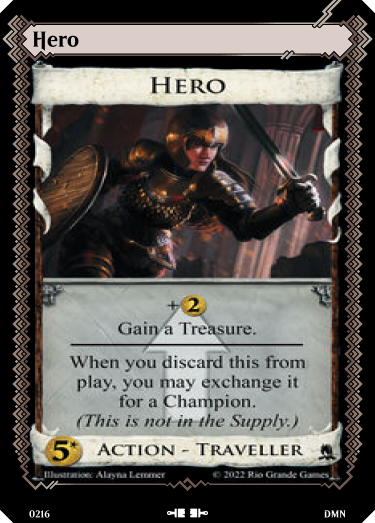 Hero
HERO
+2
Gain a Treasure.
When you discard this from
play, you may exchange it
for a Champion.
(This is not in the Supply.)
5* ACTION - TRAVELLER
Illustration: Alayna Lemmer © 2022 Rio Grande Games
0216 DMN